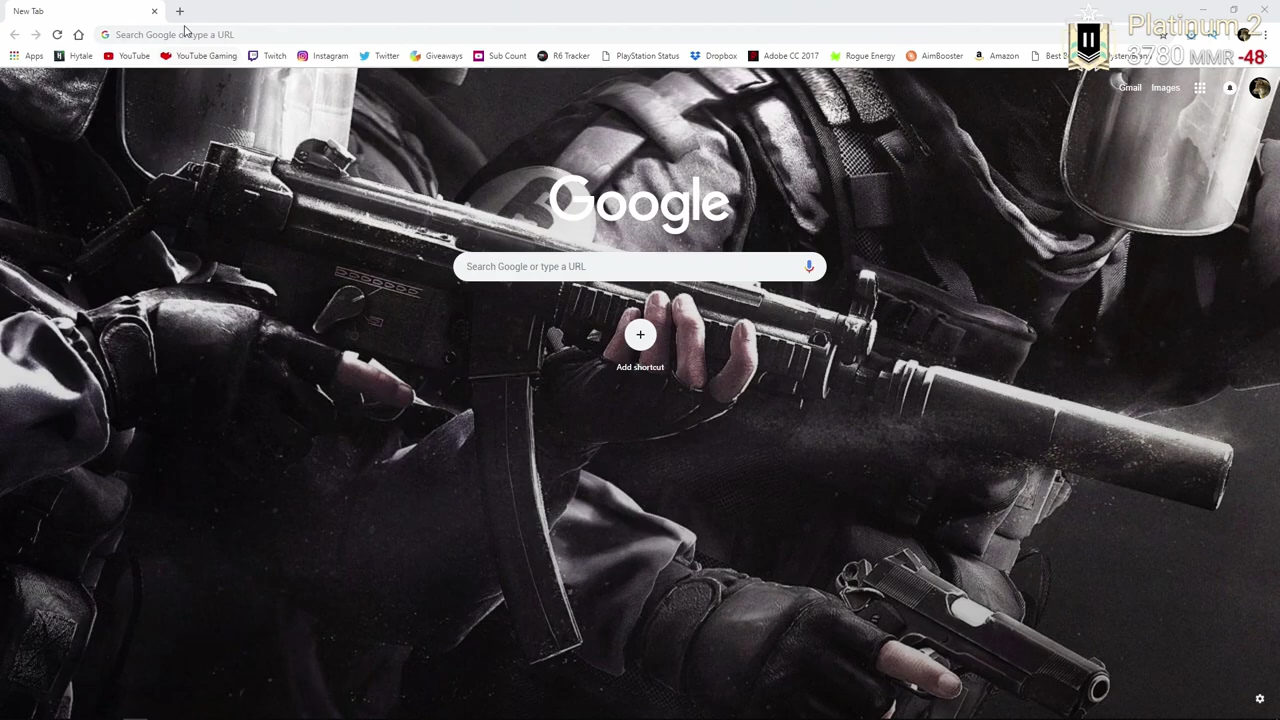 New Tab
Platinum 2
Search Google or type a URL
3780 MMR -48
Apps Hytale YouTube YouTube Gaming Twitch Instagram Twitter Giveaways Sub Count R6 Tracker PlayStation Status Dropbox Adobe CC 2017 Rogue Energy AimBooster Amazon Best
Gmail Images
Google
Search Google or type a URL
Add shortcut